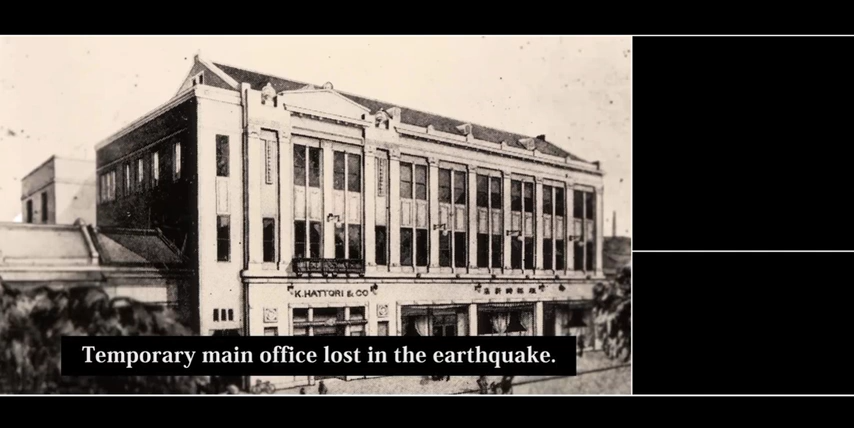 K.HATTORI & CO
Temporary main office lost in the earthquake.